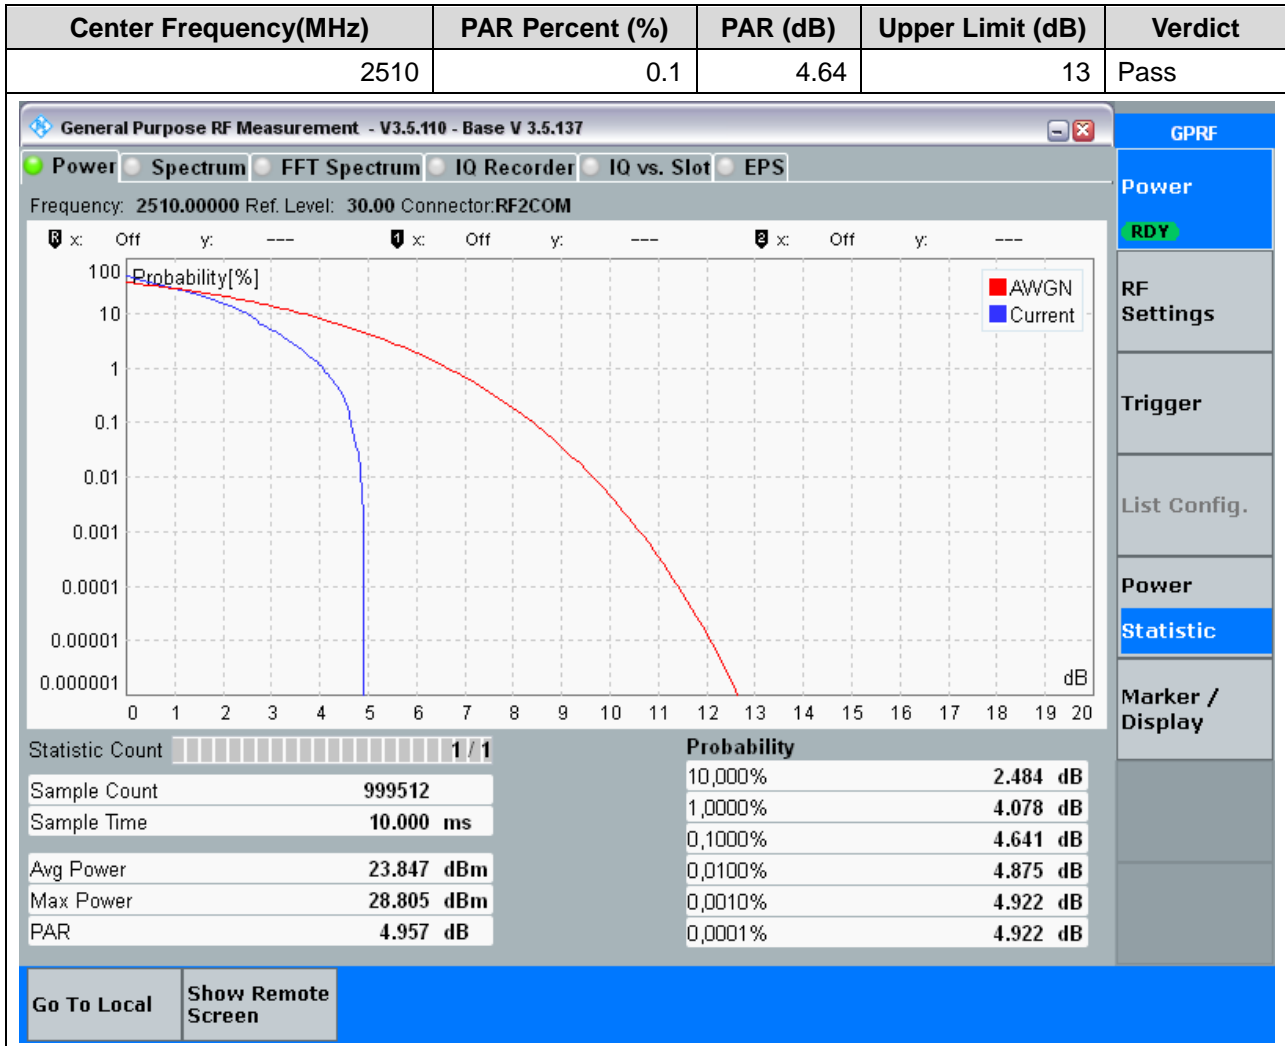 Center Frequency(MHz) PAR Percent (%) PAR (dB) Upper Limit (dB) Verdict
2510 0.1 4.64 13 Pass
General Purpose RF Measurement - V3.5.110 - Base V 3.5.137
GPRF
Power Spectrum FFT Spectrum IQ Recorder IQ vs. Slot EPS
Power
RDY
Frequency: 2510.00000 Ref. Level: 30.00 Connector:RF2COM
R x: Off y: --- 1 x: Off y: --- 2 x: Off y: ---
Probability[%]
100
10
1
0.1
0.01
0.001
0.0001
0.00001
0.000001
AWGN
Current
dB
0 1 2 3 4 5 6 7 8 9 10 11 12 13 14 15 16 17 18 19 20
RF
Settings
Trigger
List Config.
Power
Statistic
Marker /
Display
Statistic Count 1 / 1
Sample Count 999512
Sample Time 10.000 ms
Avg Power 23.847 dBm
Max Power 28.805 dBm
PAR 4.957 dB
Probability
10,000% 2.484 dB
1,0000% 4.078 dB
0,1000% 4.641 dB
0,0100% 4.875 dB
0,0010% 4.922 dB
0,0001% 4.922 dB
Go To Local
Show Remote
Screen